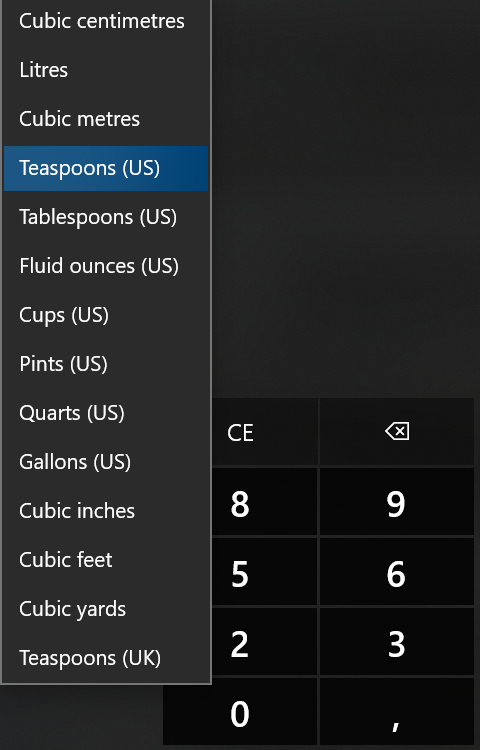 Cubic centimetres
Litres
Cubic metres
Teaspoons (US)
Tablespoons (US)
Fluid ounces (US)
Cups (US)
Pints (US)
Quarts (US)
Gallons (US)
Cubic inches
Cubic feet
Cubic yards
Teaspoons (UK)
CE
8 9
5 6
2 3
0 ,